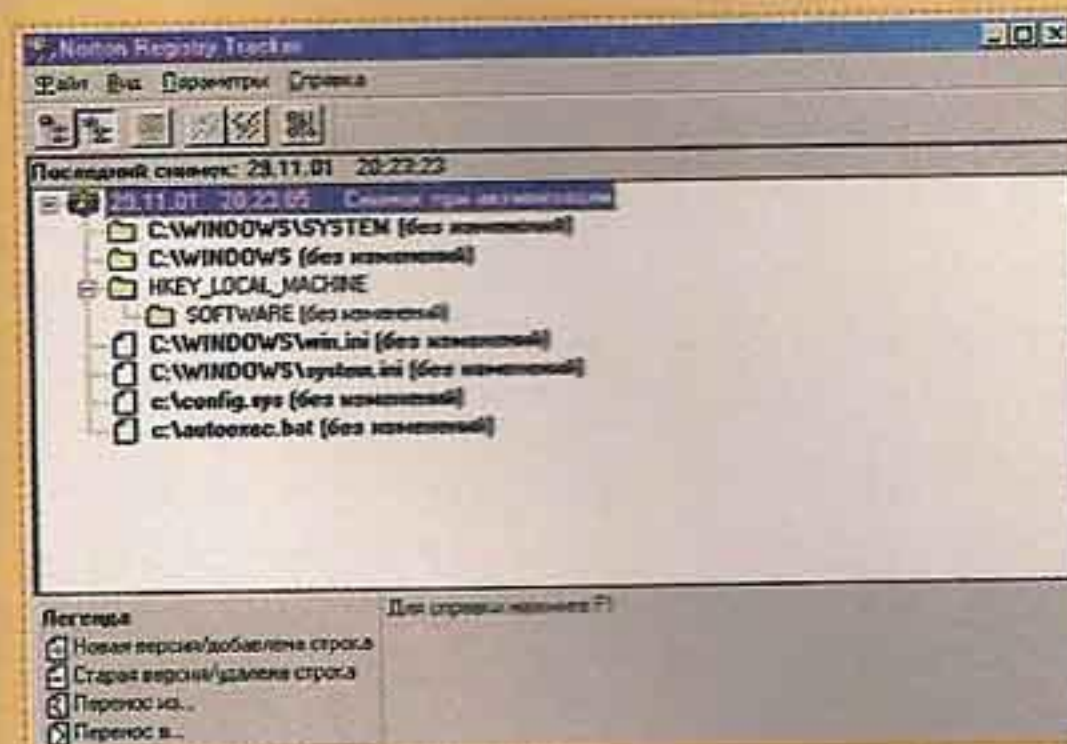 Norton Registry Tracker
Файл Вид Параметры Справка
Последний снимок: 29.11.01 20:23:23
29.11.01 20:23:05 Снимок при
C:\WINDOWS\SYSTEM (без изменений)
C:\WINDOWS (без изменений)
HKEY_LOCAL_MACHINE
SOFTWARE (без изменений)
C:\WINDOWS\win.ini (без изменений)
C:\WINDOWS\system.ini (без изменений)
c:\config.sys (без изменений)
c:\autoexec.bat (без изменений)
Легенда
Новая версия/добавлена строка
Старая версия/удалена строка
Перенос из...
Перенос в...
Для справки нажмите F1